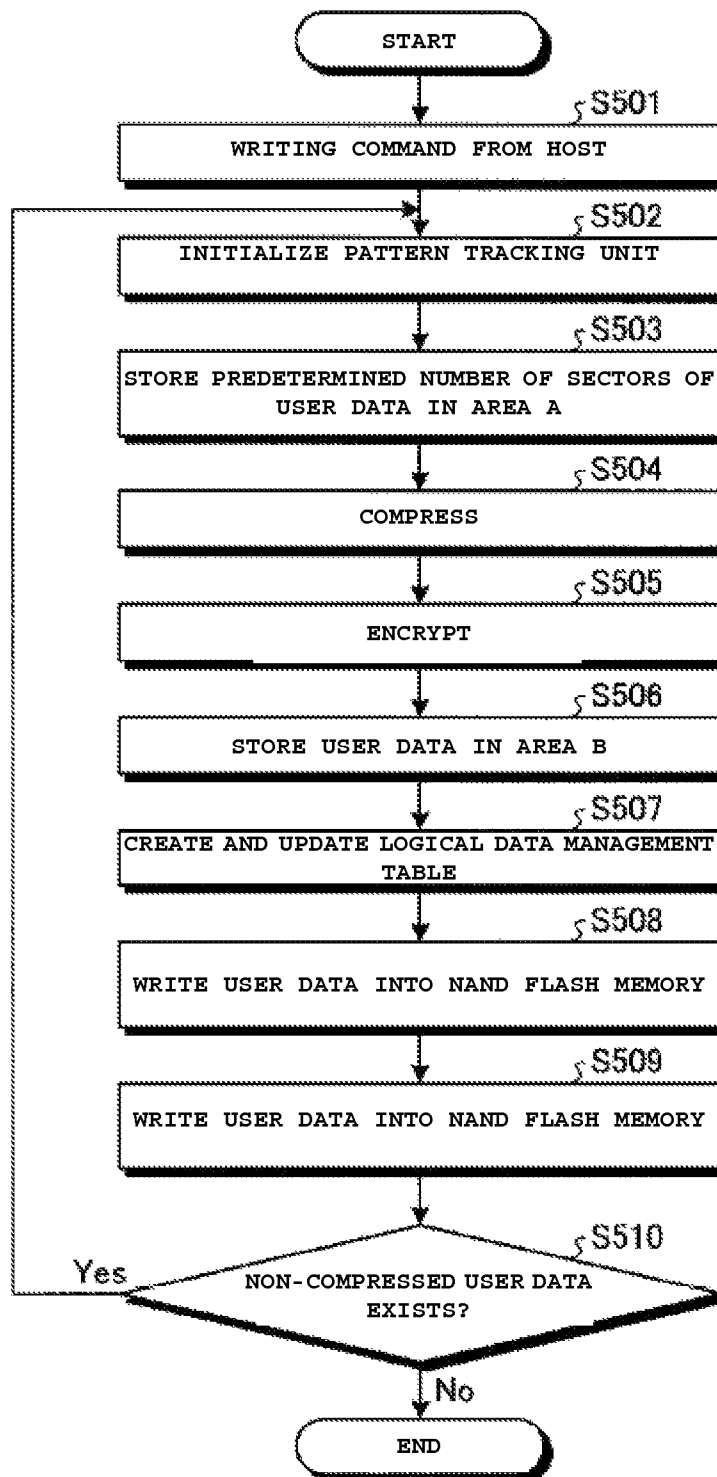 START
S501
WRITING COMMAND FROM HOST
S502
INITIALIZE PATTERN TRACKING UNIT
S503
STORE PREDETERMINED NUMBER OF SECTORS OF
USER DATA IN AREA A
S504
COMPRESS
S505
ENCRYPT
S506
STORE USER DATA IN AREA B
S507
CREATE AND UPDATE LOGICAL DATA MANAGEMENT
TABLE
S508
WRITE USER DATA INTO NAND FLASH MEMORY
S509
WRITE USER DATA INTO NAND FLASH MEMORY
S510
Yes
NON-COMPRESSED USER DATA
EXISTS?
No
END